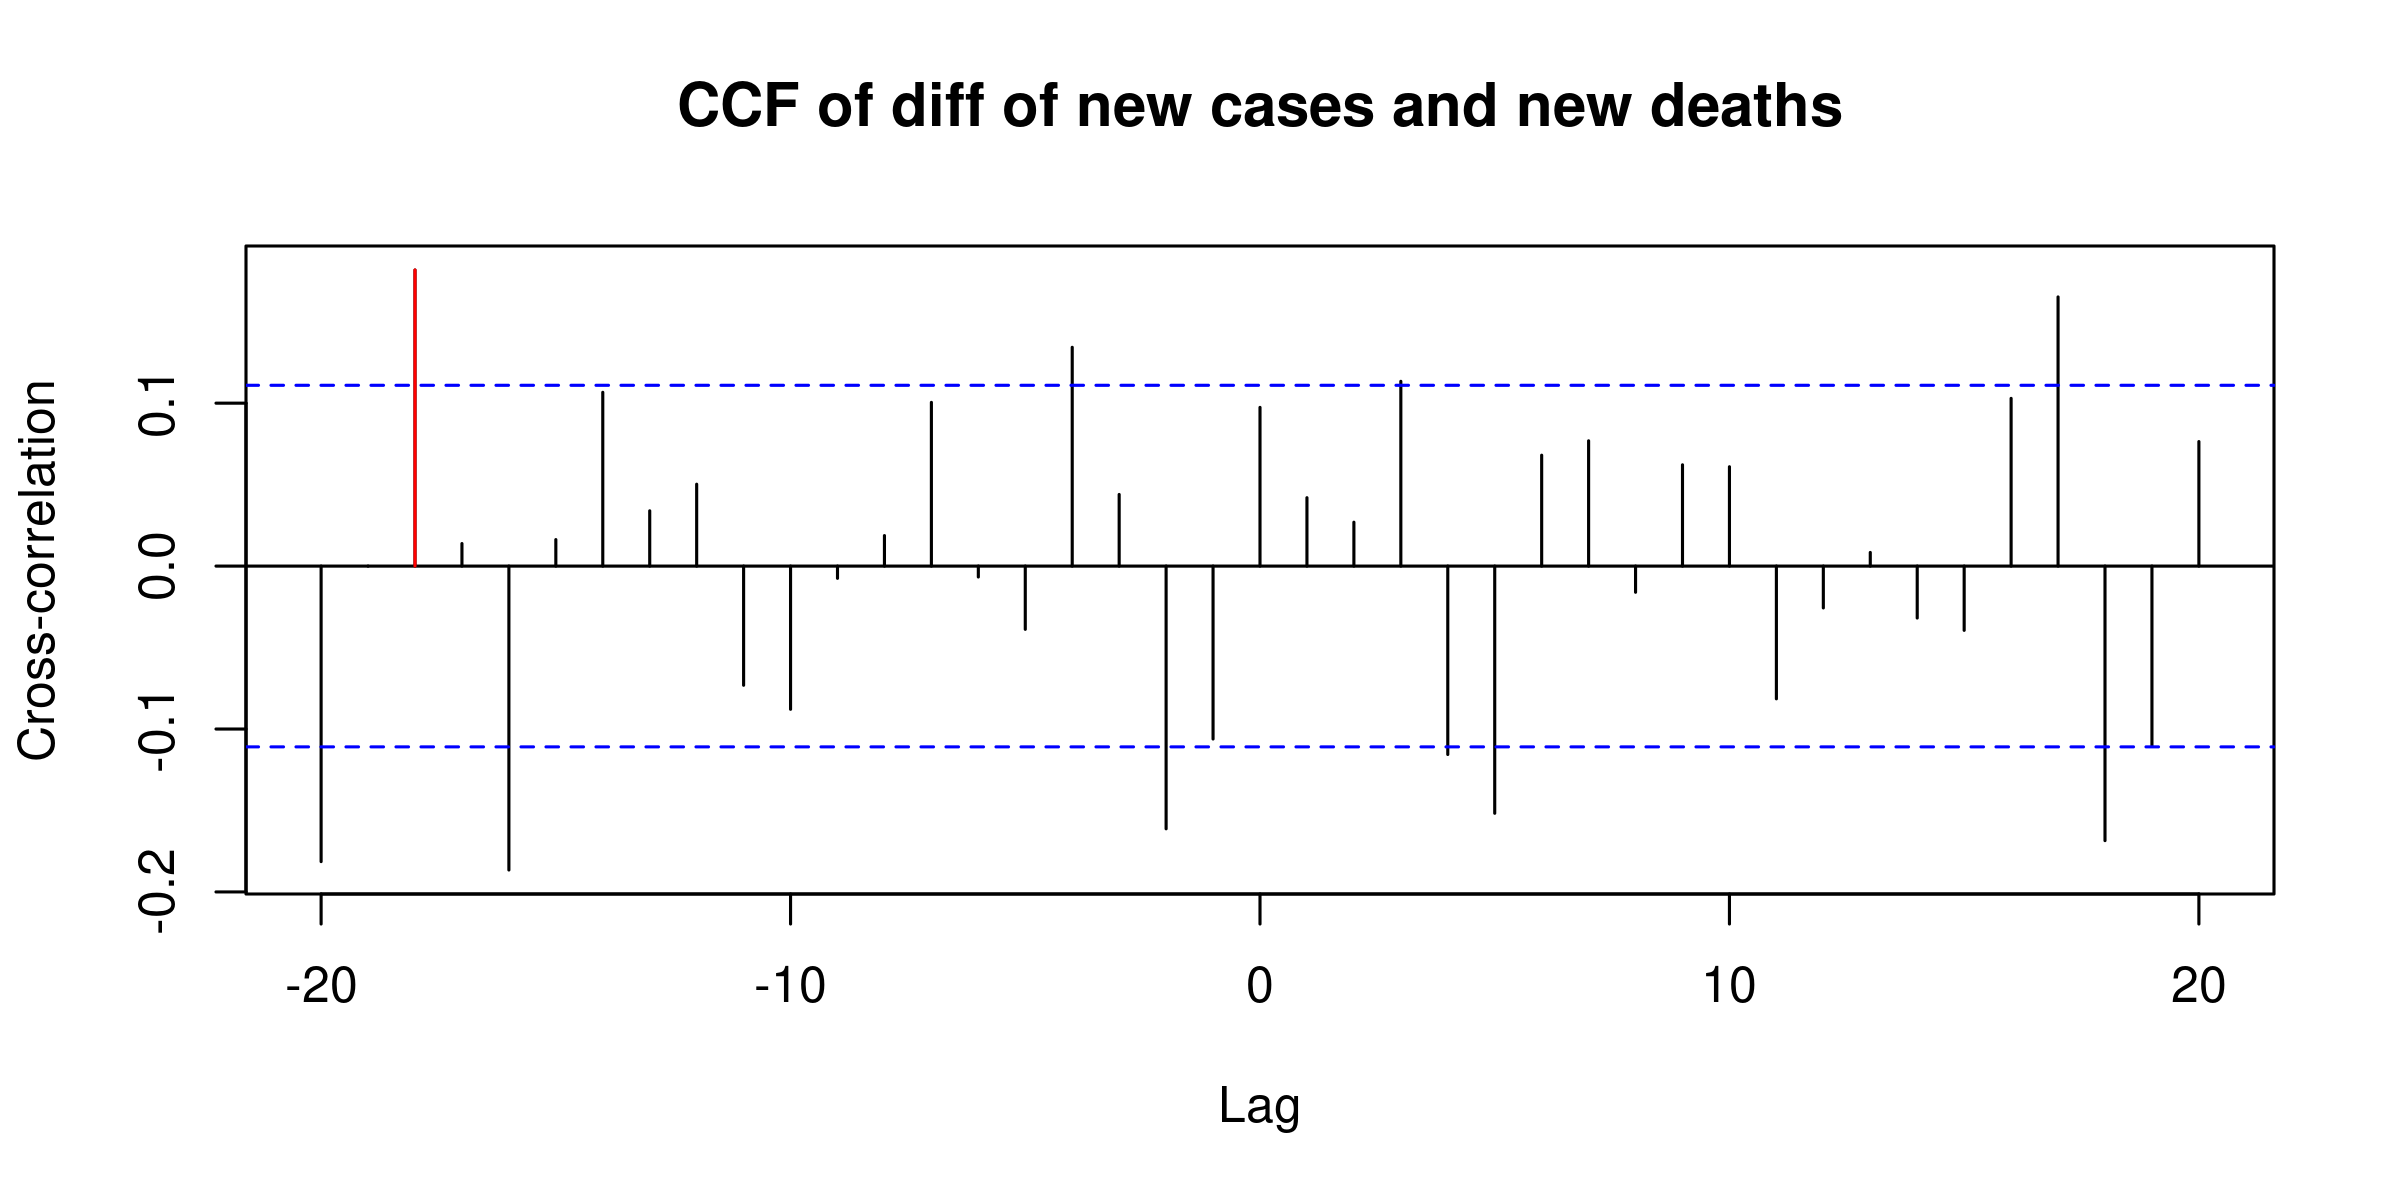 CCF of diff of new cases and new deaths
Cross-correlation
0.1
0.0
-0.1
-0.2
-20 -10 0 10 20
Lag